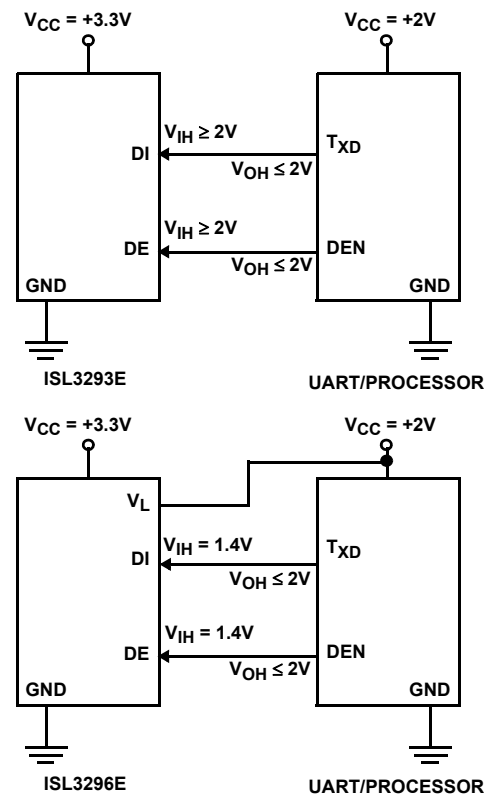 VCC = +3.3V
VCC = +2V
VIH ≥ 2V
DI
TXD
VOH ≤ 2V
VIH ≥ 2V
DE
DEN
VOH ≤ 2V
GND
GND
ISL3293E
UART/PROCESSOR
VCC = +3.3V
VCC = +2V
VL
VIH = 1.4V
DI
TXD
VOH ≤ 2V
VIH = 1.4V
DE
DEN
VOH ≤ 2V
GND
GND
ISL3296E
UART/PROCESSOR